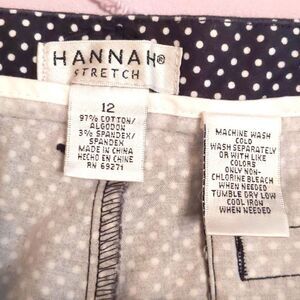 HANNAH®
STRETCH
12
97% COTTON/
ALGODON
3% SPANDEX/
SPANDEX
MADE IN CHINA
HECHO EN CHINE
RN 69271
MACHINE WASH
COLD
WASH SEPARATELY
OR WITH LIKE
COLORS
ONLY NON-
CHLORINE BLEACH
WHEN NEEDED
TUMBLE DRY LOW
COOL IRON
WHEN NEEDED